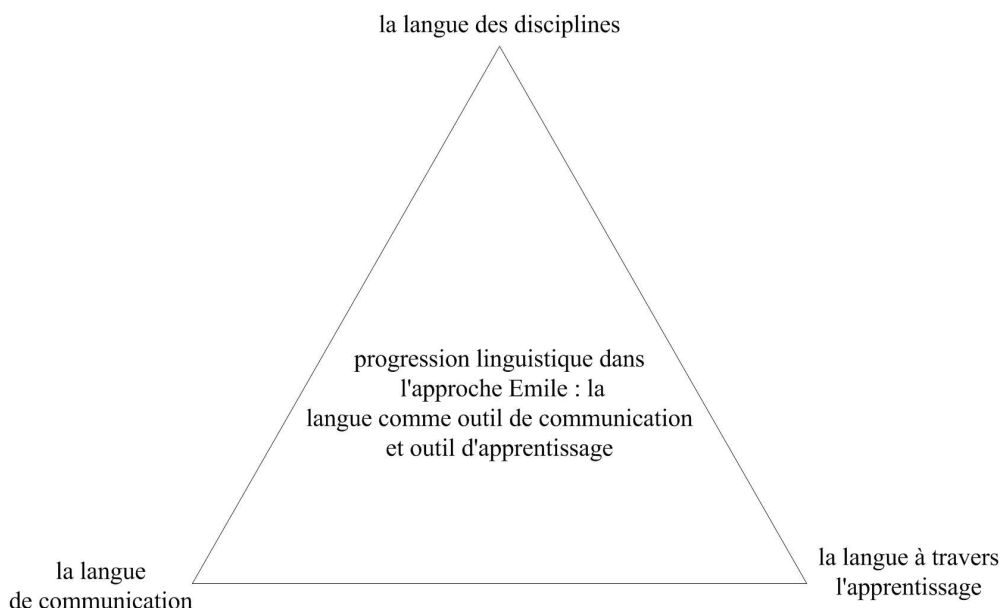 la langue des disciplines
progression linguistique dans
l'approche Emile : la
langue comme outil de communication
et outil d'apprentissage
la langue
de communication
la langue à travers
l'apprentissage